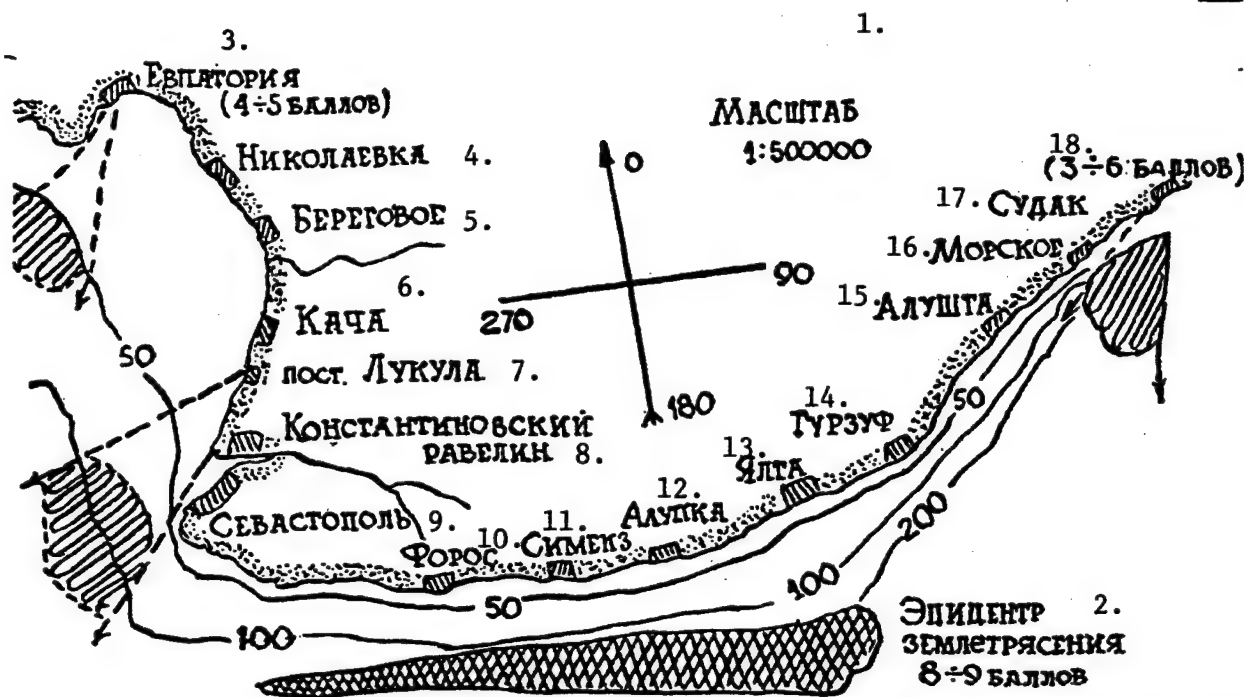 1.
3.
ЕВПАТОРИЯ
(4÷5 БАЛЛОВ)
МАСШТАБ
1:500000
НИКОЛАЕВКА 4.
0
18.
(3÷6 БАЛЛОВ)
БЕРЕГОВОЕ 5.
17. СУДАК
16. МОРСКОЕ
6.
КАЧА
270
90
15. АЛУШТА
50
ПОСТ. ЛУКУЛА 7.
180
14.
ГУРЗУФ
50
КОНСТАНТИНОВСКИЙ
РАВЕЛИН 8.
13.
ЯЛТА
12.
АЛУПКА
200
СЕВАСТОПОЛЬ 9.
11.
ФОРОС 10. СИМЕИЗ
100
50
100
ЭПИЦЕНТР 2.
ЗЕМЛЕТРЯСЕНИЯ
8÷9 БАЛЛОВ